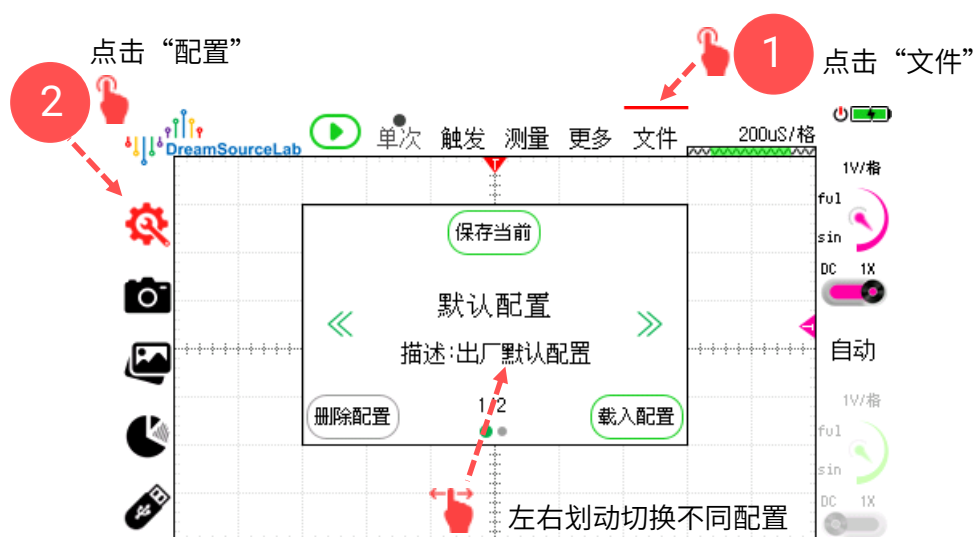 点击“配置”
2
1
点击“文件”
DreamSourceLab
单次 触发 测量 更多 文件
200uS/格
T
1V/格
ful
sin
DC 1X
保存当前
默认配置
描述:出厂默认配置
1/2
删除配置
载入配置
自动
1V/格
ful
sin
DC 1X
左右划动切换不同配置